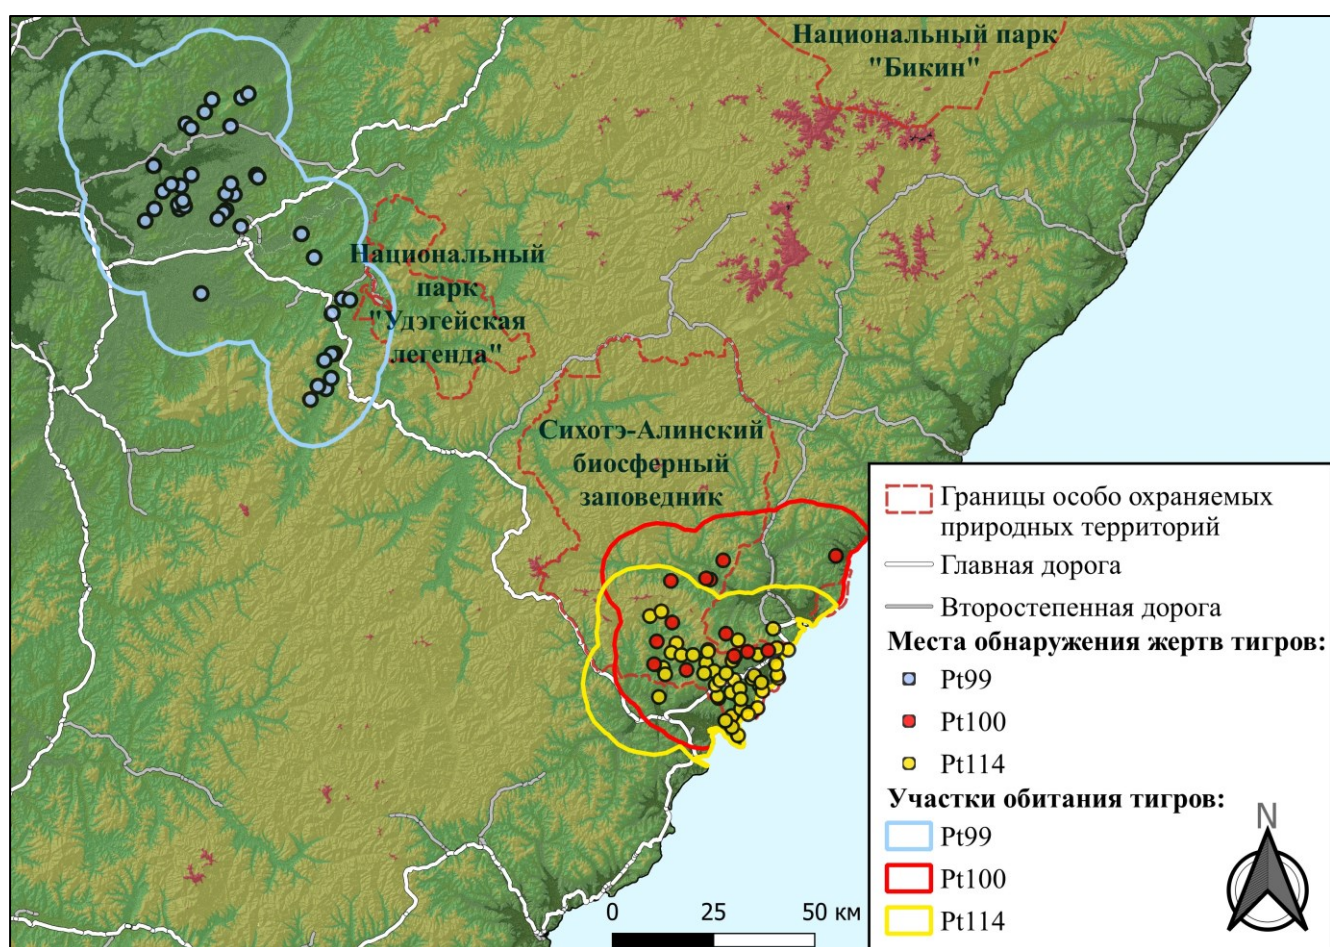 Национальный парк
"Бикин"
Национальный
парк
"Удэгейская
легенда"
Сихотэ-Алинский
биосферный
заповедник
Границы особо охраняемых
природных территорий
Главная дорога
Второстепенная дорога
Места обнаружения жертв тигров:
Pt99
Pt100
Pt114
Участки обитания тигров:
Pt99
Pt100
Pt114
N
0 25 50 км